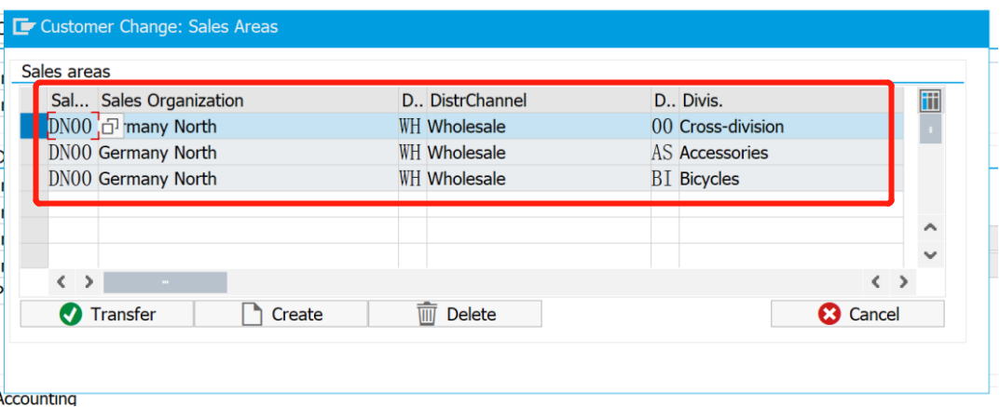 Customer Change: Sales Areas
Sales areas
Sal... Sales Organization D.. DistrChannel D.. Divis.
DN00 many North WH Wholesale 00 Cross-division
DN00 Germany North WH Wholesale AS Accessories
DN00 Germany North WH Wholesale BI Bicycles
Transfer Create Delete Cancel
Accounting